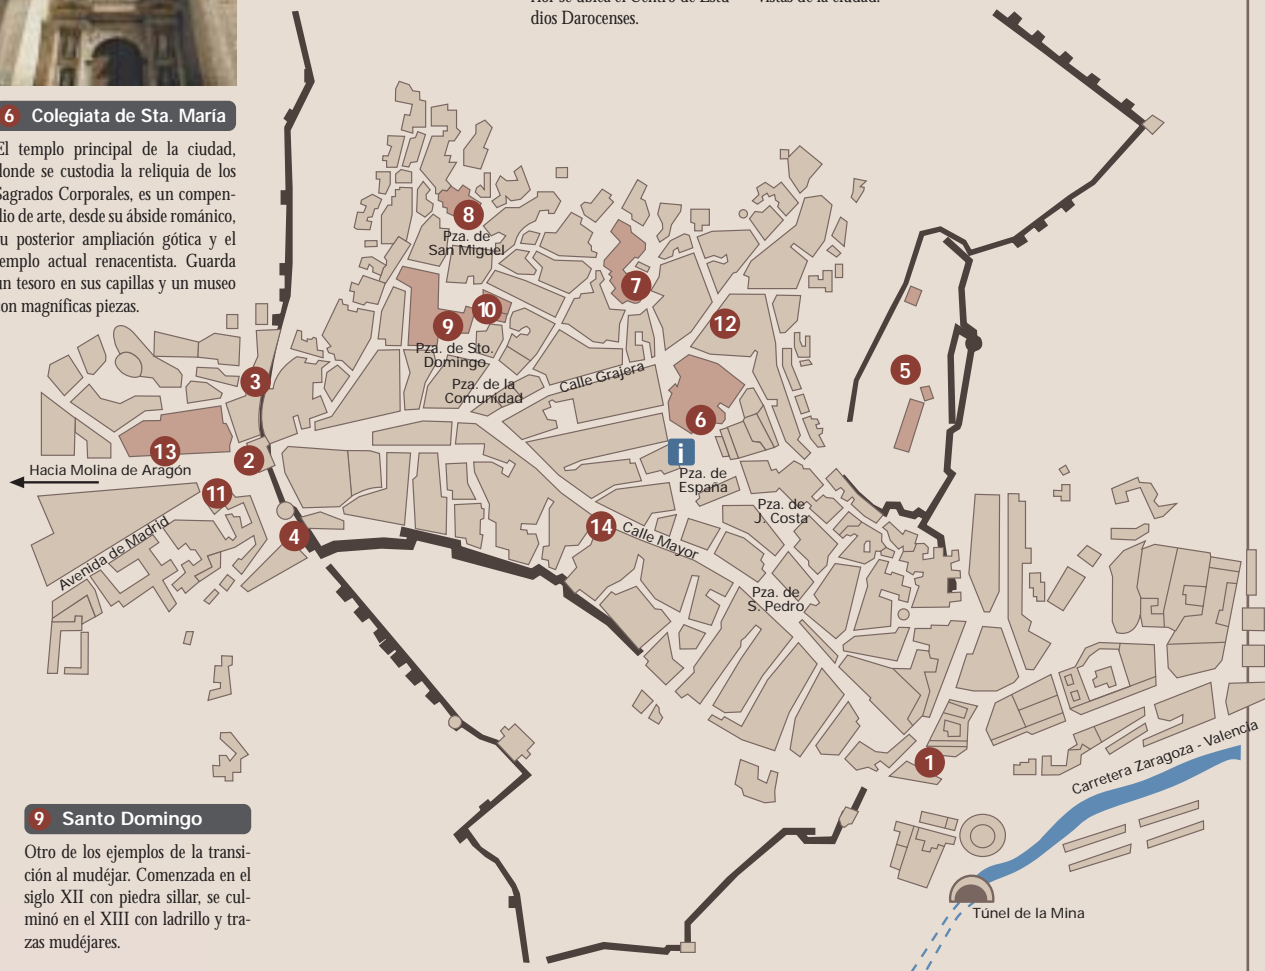 dios Darocenses.
vistas de la ciudad.
6 Colegiata de Sta. María
El templo principal de la ciudad,
donde se custodia la reliquia de los
Sagrados Corporales, es un compen-
dio de arte, desde su ábside románico,
su posterior ampliación gótica y el
templo actual renacentista. Guarda
un tesoro en sus capillas y un museo
con magníficas piezas.
8
Pza. de
San Miguel
7
10
9
12
Pza. de Sto.
Domingo
3
Calle Grajera
5
Pza. de la
Comunidad
6
13
2
i
Hacia Molina de Aragón
Pza. de
España
11
Pza. de
J. Costa
4
14
Calle Mayor
Avenida de Madrid
Pza. de
S. Pedro
1
Carretera Zaragoza - Valencia
Túnel de la Mina
9 Santo Domingo
Otro de los ejemplos de la transi-
ción al mudéjar. Comenzada en el
siglo XII con piedra sillar, se cul-
minó en el XIII con ladrillo y tra-
zas mudéjares.